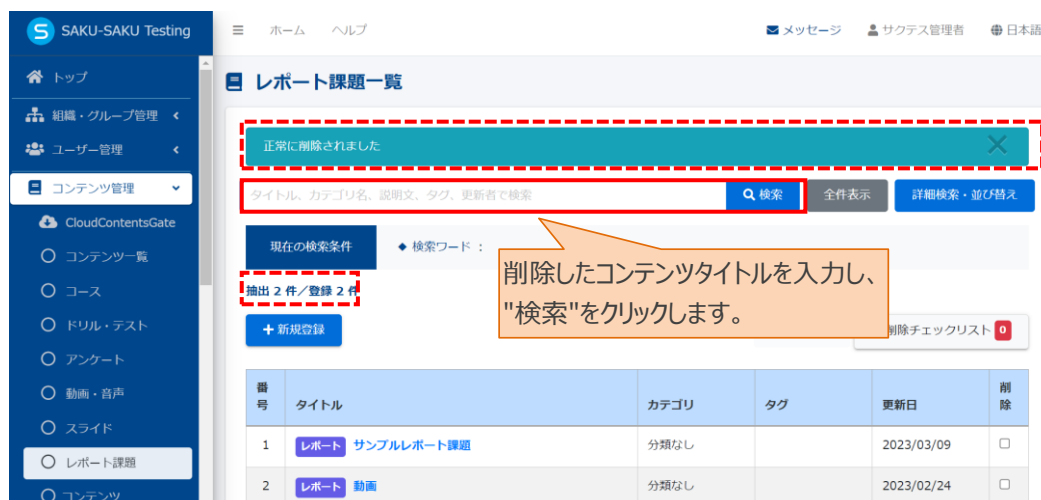 SAKU-SAKU Testing
ホーム ヘルプ
メッセージ サクテス管理者 日本語
トップ
組織・グループ管理
ユーザー管理
コンテンツ管理
CloudContentsGate
コンテンツ一覧
コース
ドリル・テスト
アンケート
動画・音声
スライド
レポート課題
コンテンツ
レポート課題一覧
正常に削除されました
タイトル、カテゴリ名、説明文、タグ、更新者で検索 検索 全件表示 詳細検索・並び替え
現在の検索条件 ◆ 検索ワード :
削除したコンテンツタイトルを入力し、
"検索"をクリックします。
抽出 2 件／登録 2 件
+ 新規登録
削除チェックリスト 0
番号 タイトル カテゴリ タグ 更新日 削除
1 レポート サンプルレポート課題 分類なし 2023/03/09
2 レポート 動画 分類なし 2023/02/24